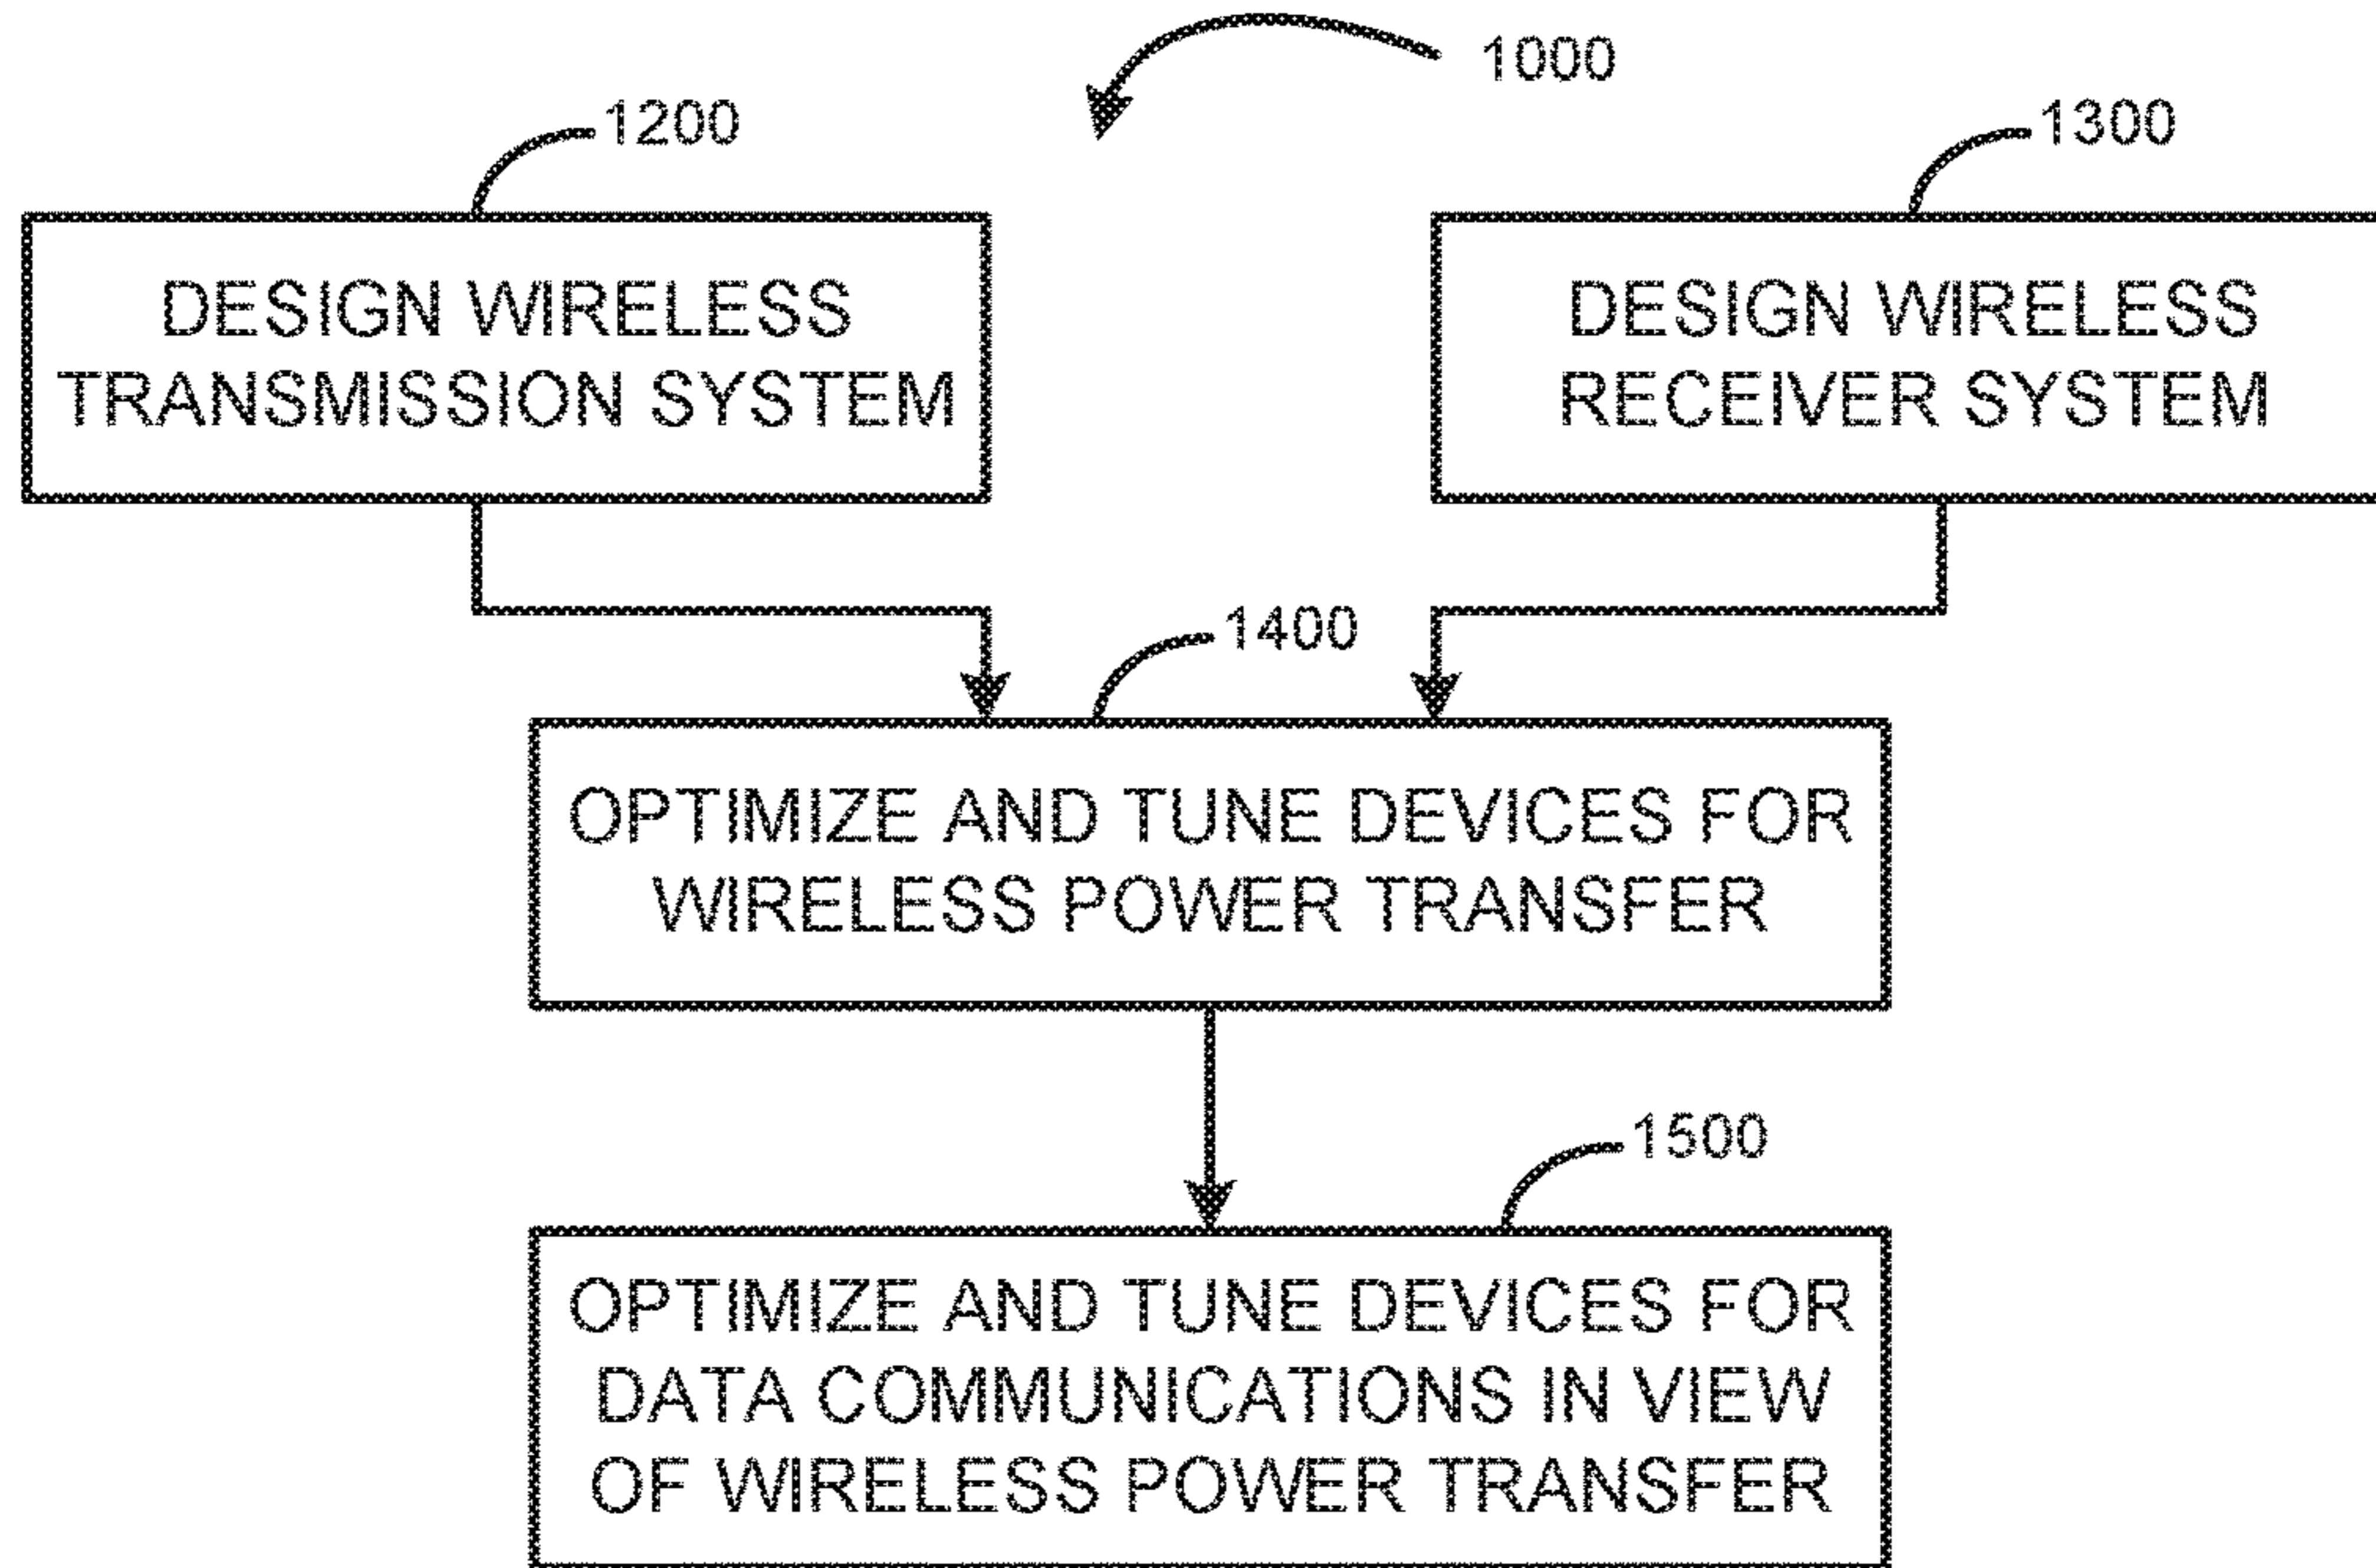 1000
1200
1300
DESIGN WIRELESS
TRANSMISSION SYSTEM
DESIGN WIRELESS
RECEIVER SYSTEM
1400
OPTIMIZE AND TUNE DEVICES FOR
WIRELESS POWER TRANSFER
1500
OPTIMIZE AND TUNE DEVICES FOR
DATA COMMUNICATIONS IN VIEW
OF WIRELESS POWER TRANSFER